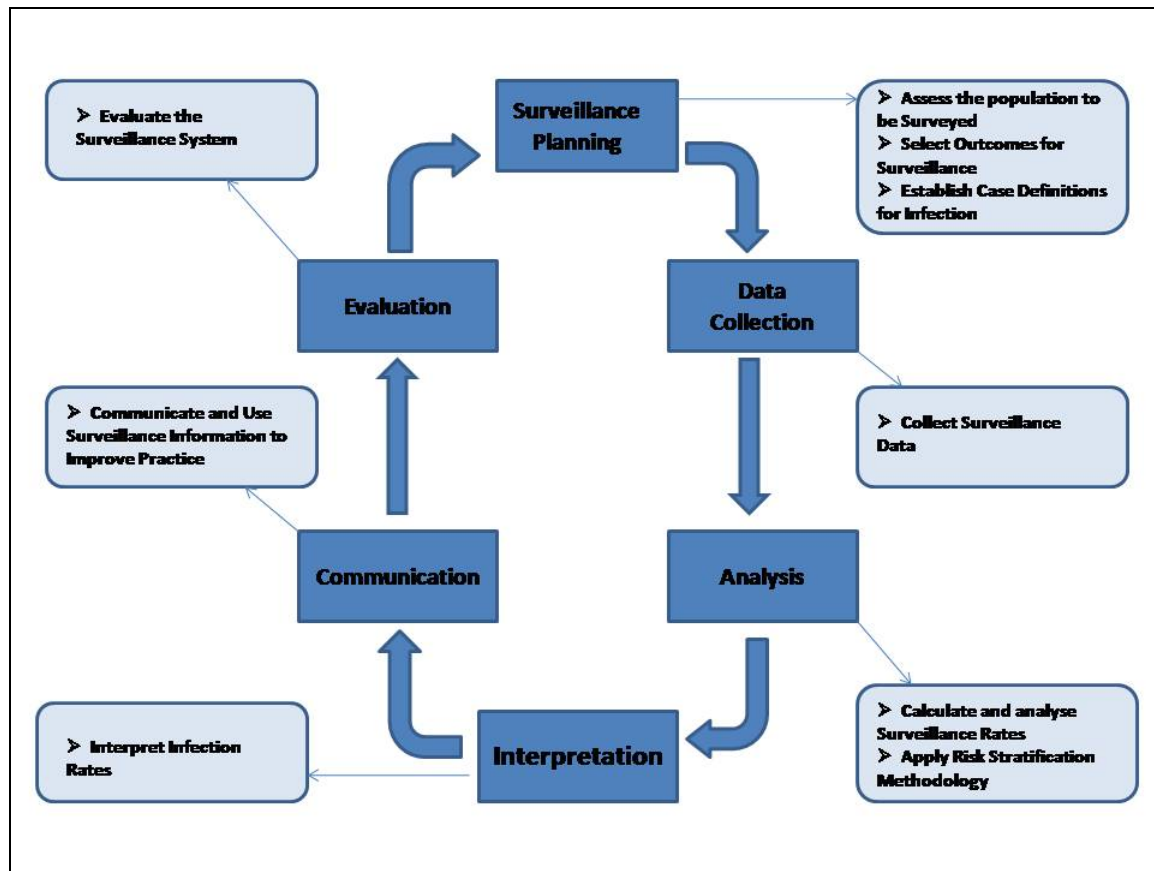 Surveillance
Planning
➤ Assess the population to
be Surveyed
➤ Select Outcomes for
Surveillance
➤ Establish Case Definitions
for Infection
Data
Collection
➤ Collect Surveillance
Data
Analysis
➤ Calculate and analyse
Surveillance Rates
➤ Apply Risk Stratification
Methodology
Interpretation
➤ Interpret Infection
Rates
Communication
➤ Communicate and Use
Surveillance Information to
Improve Practice
Evaluation
➤ Evaluate the
Surveillance System